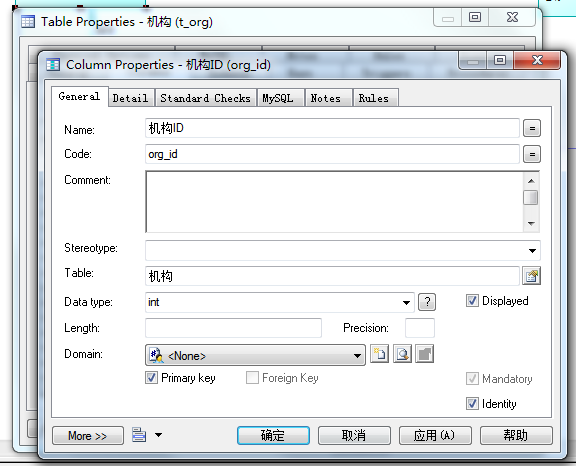 Table Properties - 机构 (t_org)
Column Properties - 机构ID (org_id)
General Detail Standard Checks MySQL Notes Rules
Name: 机构ID =
Code: org_id =
Comment:
Stereotype:
Table: 机构
Data type: int ? Displayed
Length: Precision:
Domain: <None>
Primary key Foreign Key Mandatory
Identity
More >> 确定 取消 应用(A) 帮助